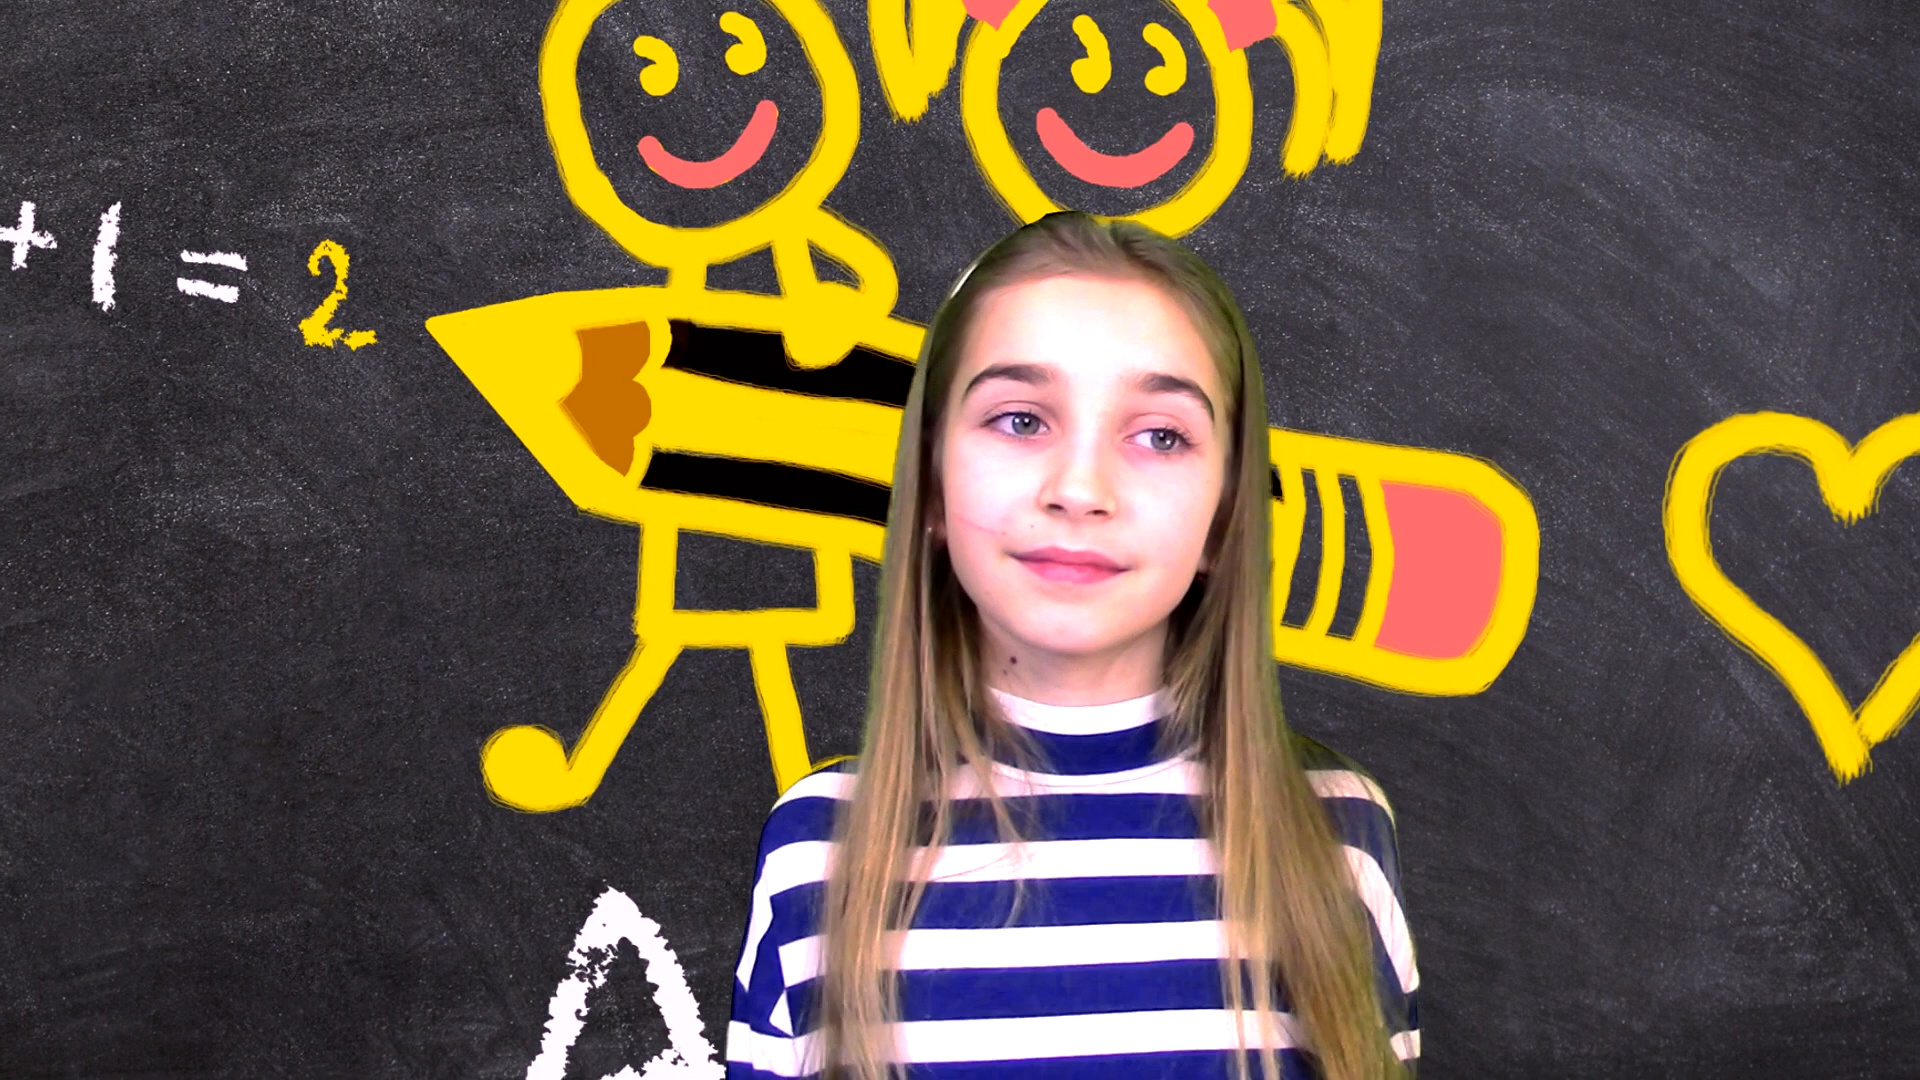 + 1 = 2
A